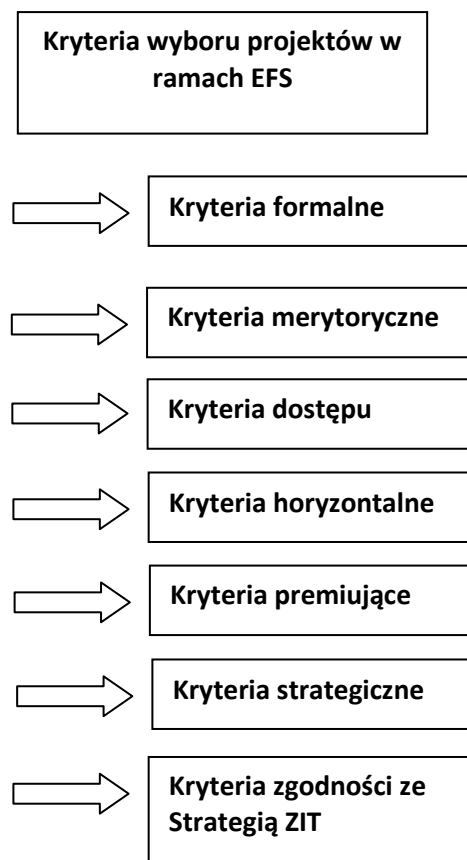 Kryteria wyboru projektów w
ramach EFS
Kryteria formalne
Kryteria merytoryczne
Kryteria dostępu
Kryteria horyzontalne
Kryteria premiujące
Kryteria strategiczne
Kryteria zgodności ze
Strategią ZIT